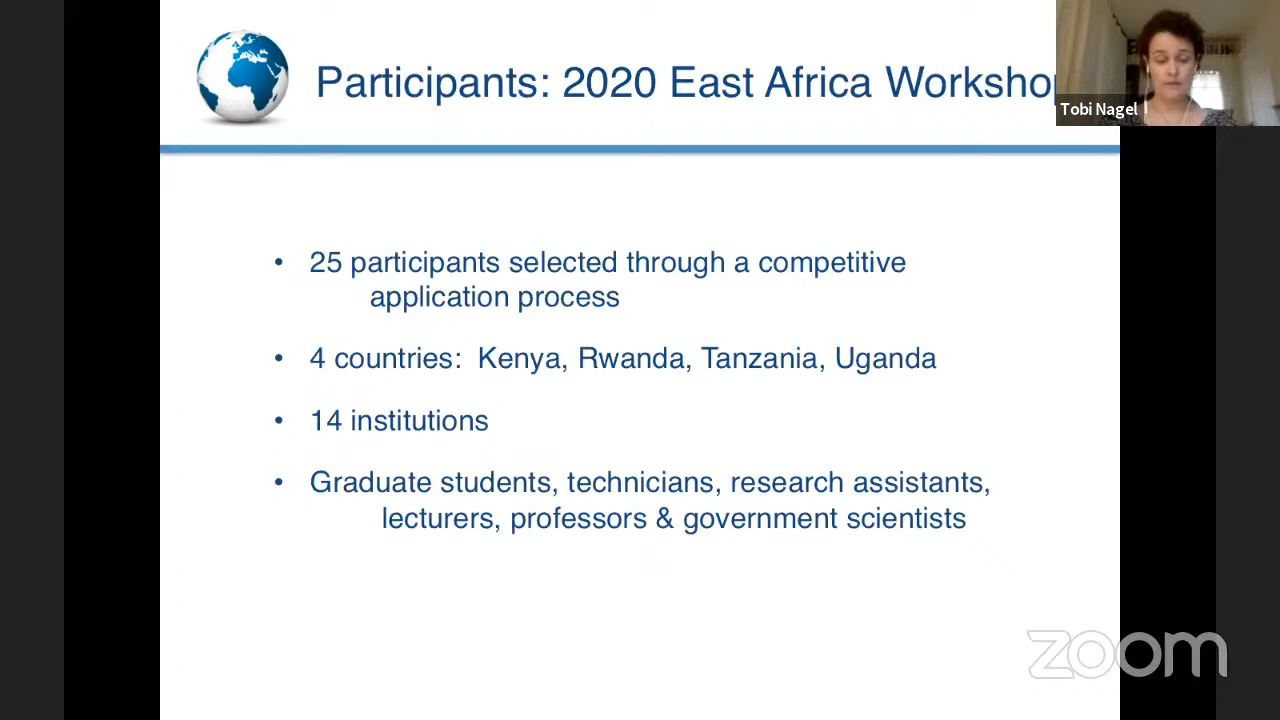 Participants: 2020 East Africa Worksho
Tobi Nagel
• 25 participants selected through a competitive
application process
• 4 countries: Kenya, Rwanda, Tanzania, Uganda
• 14 institutions
• Graduate students, technicians, research assistants,
lecturers, professors & government scientists
zoom